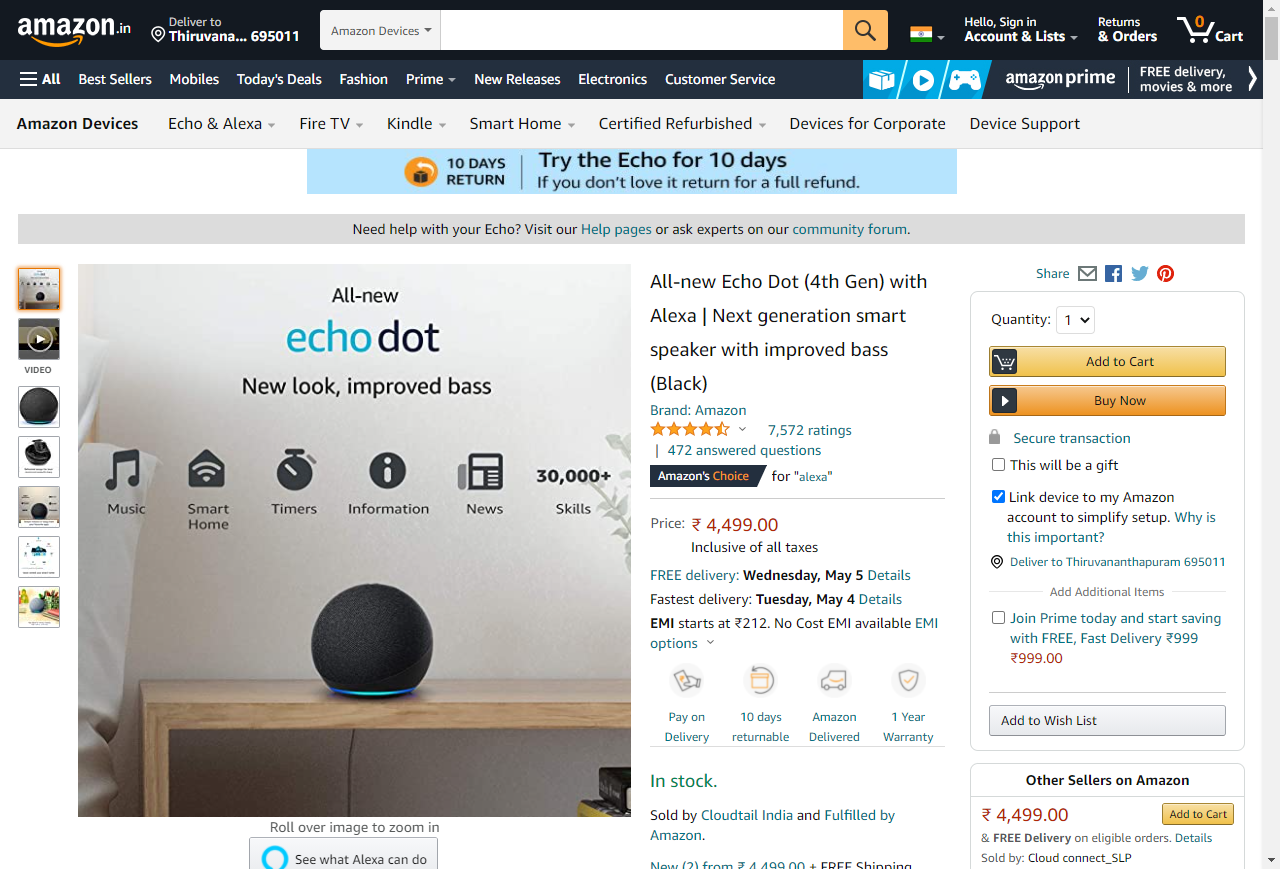 amazon.in
Deliver to
Thiruvana... 695011
Amazon Devices
Hello, Sign in
Account & Lists
Returns
& Orders
0
Cart
All
Best Sellers
Mobiles
Today's Deals
Fashion
Prime
New Releases
Electronics
Customer Service
amazon prime
FREE delivery,
movies & more
Amazon Devices
Echo & Alexa
Fire TV
Kindle
Smart Home
Certified Refurbished
Devices for Corporate
Device Support
10 DAYS
RETURN
Try the Echo for 10 days
If you don't love it return for a full refund.
Need help with your Echo? Visit our Help pages or ask experts on our community forum.
VIDEO
All-new
echo dot
New look, improved bass
Music
Smart
Home
Timers
Information
News
30,000+
Skills
Roll over image to zoom in
See what Alexa can do
All-new Echo Dot (4th Gen) with
Alexa | Next generation smart
speaker with improved bass
(Black)
Brand: Amazon
7,572 ratings
| 472 answered questions
Amazon's Choice for "alexa"
Price: ₹ 4,499.00
Inclusive of all taxes
FREE delivery: Wednesday, May 5 Details
Fastest delivery: Tuesday, May 4 Details
EMI starts at ₹212. No Cost EMI available EMI
options
Pay on
Delivery
10 days
returnable
Amazon
Delivered
1 Year
Warranty
In stock.
Sold by Cloudtail India and Fulfilled by
Amazon.
New (2) from ₹ 4,499.00 + FREE Shipping
Share
Quantity: 1
Add to Cart
Buy Now
Secure transaction
This will be a gift
Link device to my Amazon
account to simplify setup. Why is
this important?
Deliver to Thiruvananthapuram 695011
Add Additional Items
Join Prime today and start saving
with FREE, Fast Delivery ₹999
₹999.00
Add to Wish List
Other Sellers on Amazon
₹ 4,499.00
Add to Cart
& FREE Delivery on eligible orders. Details
Sold by: Cloud connect_SLP